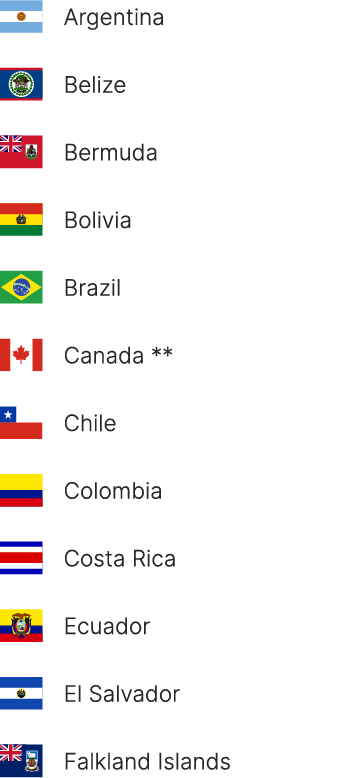 Argentina
Belize
Bermuda
Bolivia
Brazil
Canada **
Chile
Colombia
Costa Rica
Ecuador
El Salvador
Falkland Islands